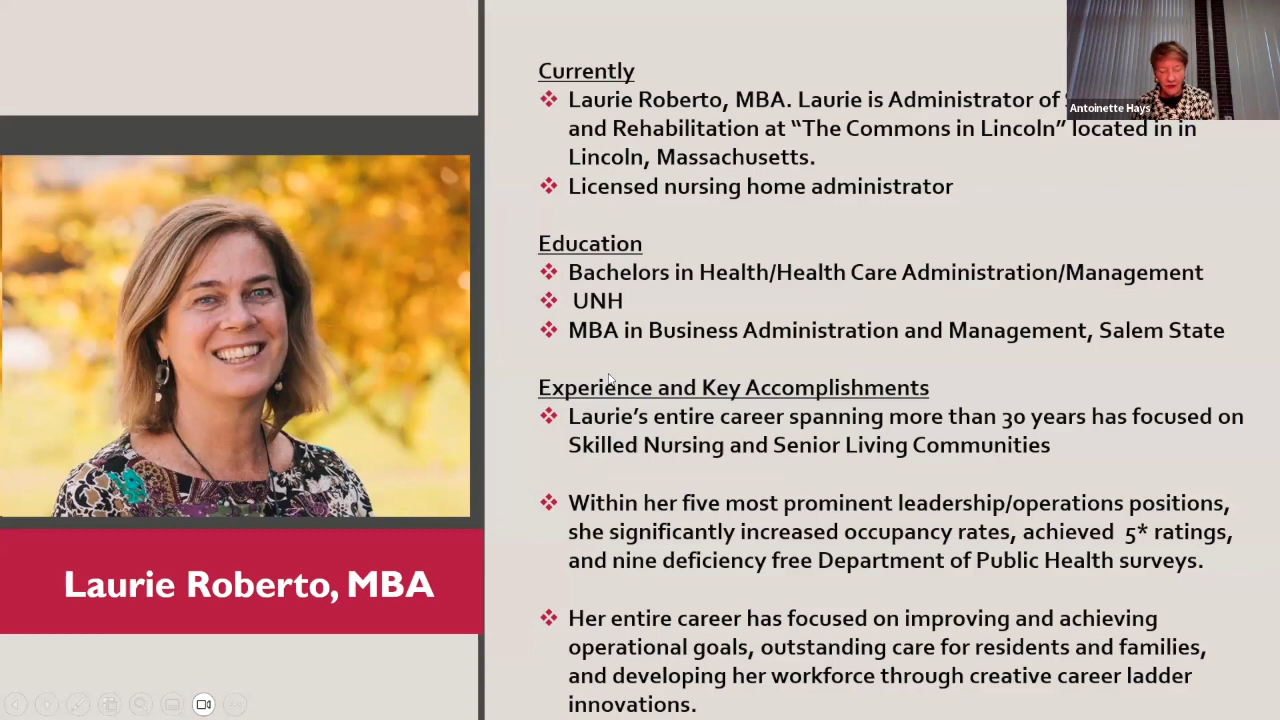 Currently
Laurie Roberto, MBA. Laurie is Administrator of
Antoinette Hays
and Rehabilitation at “The Commons in Lincoln” located in in
Lincoln, Massachusetts.
Licensed nursing home administrator
Education
Bachelors in Health/Health Care Administration/Management
UNH
MBA in Business Administration and Management, Salem State
Experience and Key Accomplishments
Laurie’s entire career spanning more than 30 years has focused on
Skilled Nursing and Senior Living Communities
Within her five most prominent leadership/operations positions,
she significantly increased occupancy rates, achieved 5* ratings,
and nine deficiency free Department of Public Health surveys.
Laurie Roberto, MBA
Her entire career has focused on improving and achieving
operational goals, outstanding care for residents and families,
and developing her workforce through creative career ladder
innovations.